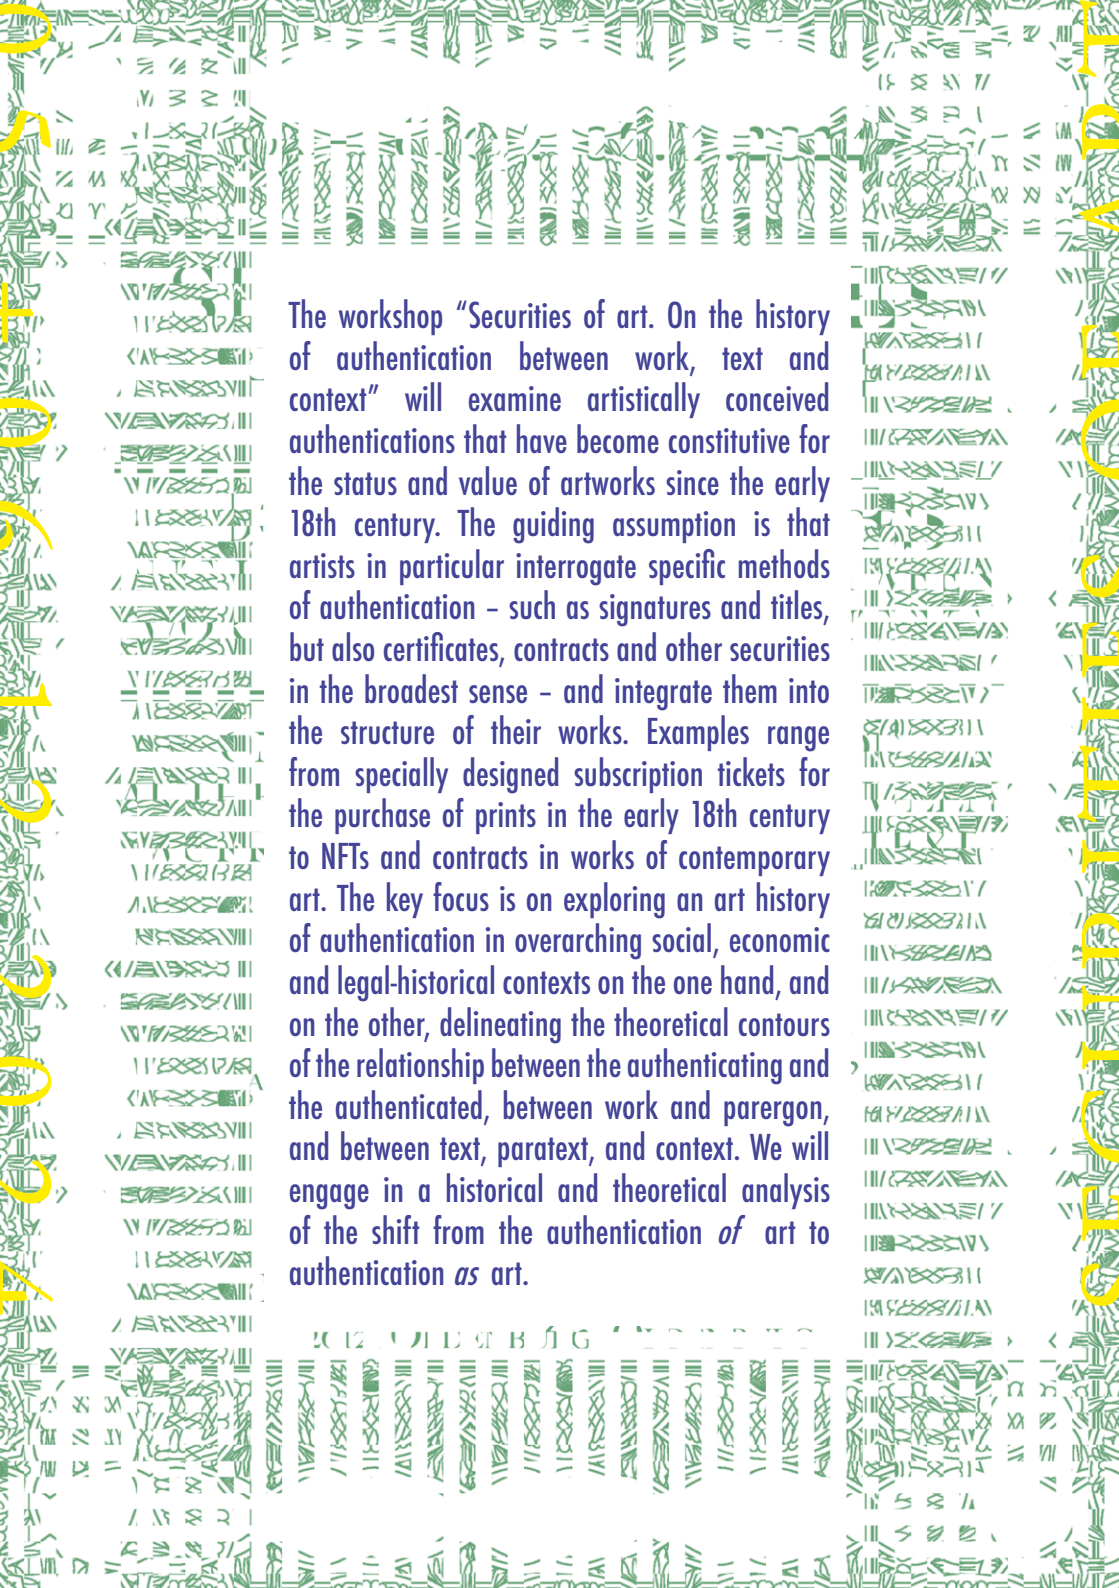 05 + 06 12 2024
The workshop “Securities of art. On the history
of authentication between work, text and
context” will examine artistically conceived
authentications that have become constitutive for
the status and value of artworks since the early
18th century. The guiding assumption is that
artists in particular interrogate specific methods
of authentication – such as signatures and titles,
but also certificates, contracts and other securities
in the broadest sense – and integrate them into
the structure of their works. Examples range
from specially designed subscription tickets for
the purchase of prints in the early 18th century
to NFTs and contracts in works of contemporary
art. The key focus is on exploring an art history
of authentication in overarching social, economic
and legal-historical contexts on the one hand, and
on the other, delineating the theoretical contours
of the relationship between the authenticating and
the authenticated, between work and parergon,
and between text, paratext, and context. We will
engage in a historical and theoretical analysis
of the shift from the authentication of art to
authentication as art.